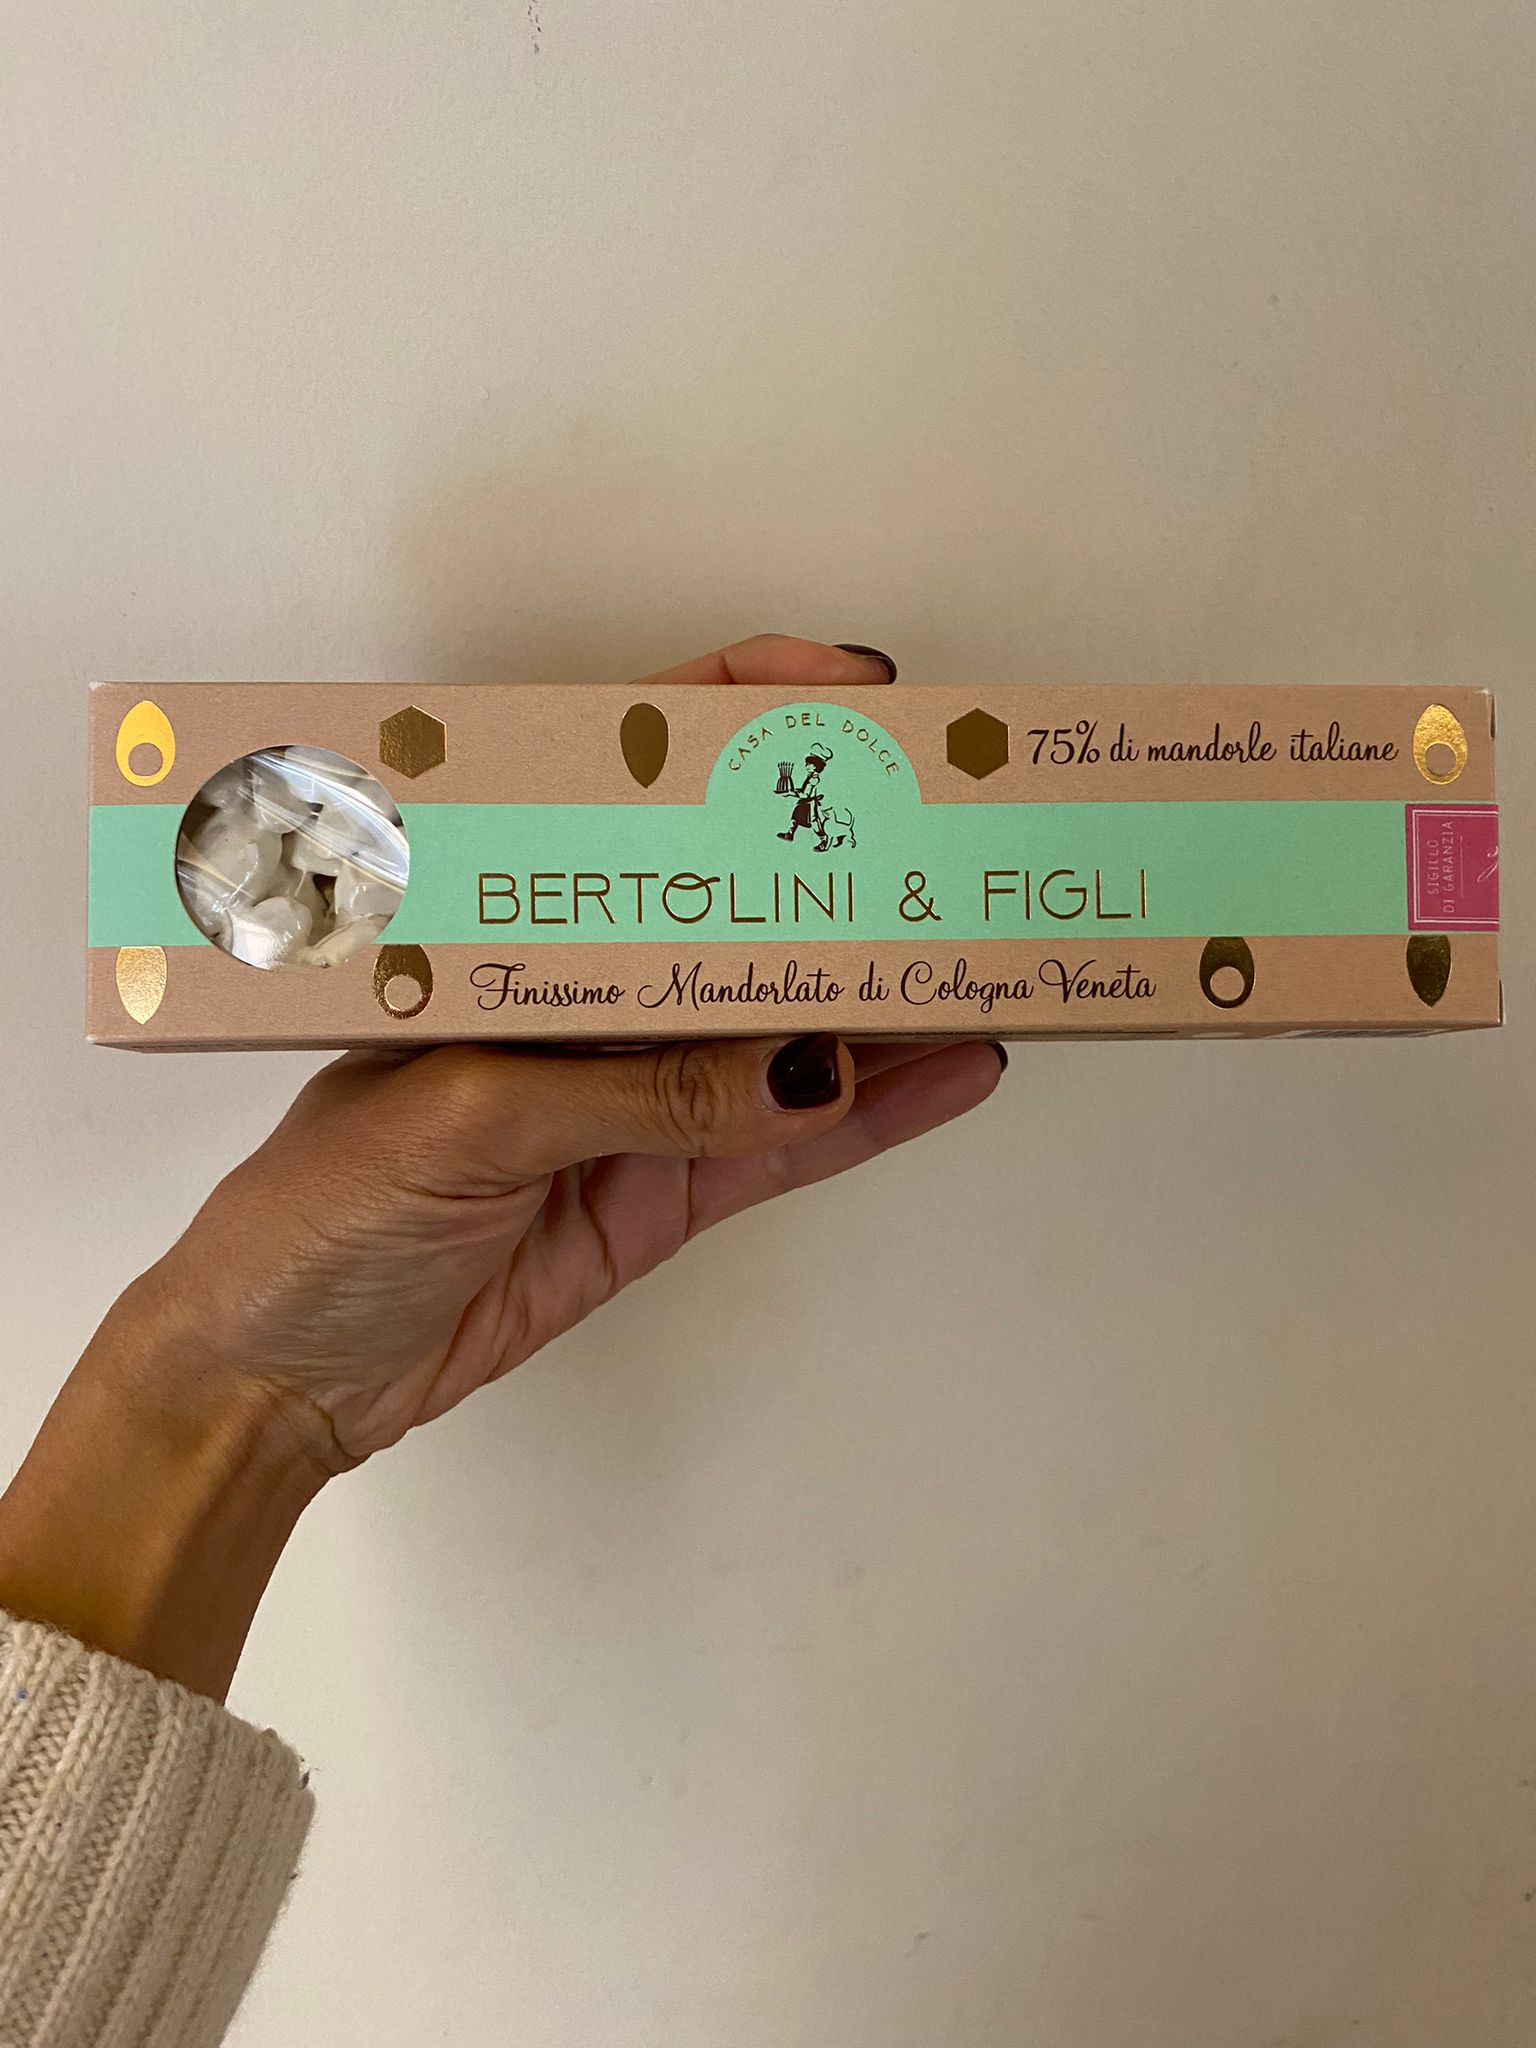 CASA DEL DOLCE
75% di mandorle italiane
BERTOLINI & FIGLI
SIGILLO
DI GARANZIA
Finissimo Mandorlato di Cologna Veneta